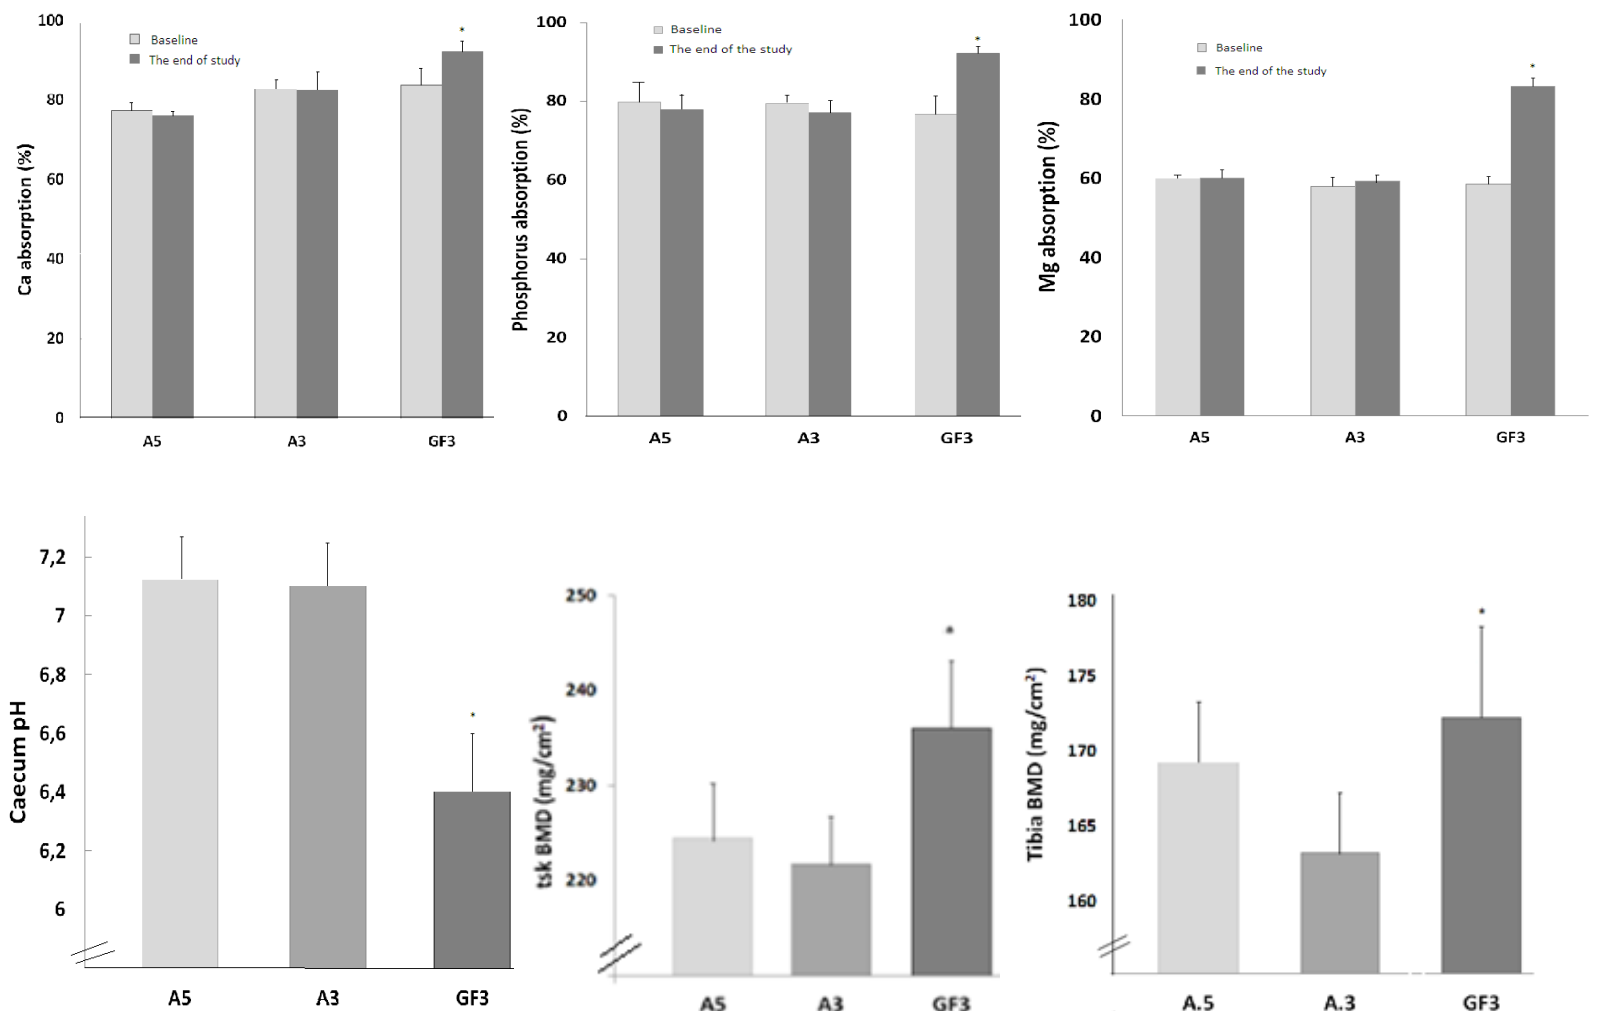 100
80
60
40
20
0
Ca absorption (%)
Baseline
The end of study
*
A5
A3
GF3
100
80
60
40
20
0
Phosphorus absorption (%)
Baseline
The end of the study
*
A5
A3
GF3
100
80
60
40
20
0
Mg absorption (%)
Baseline
The end of the study
*
A5
A3
GF3
7,2
7
6,8
6,6
6,4
6,2
6
Caecum pH
*
A5
A3
GF3
250
240
230
220
tsk BMD (mg/cm²)
*
A5
A3
GF3
180
175
170
165
160
Tibia BMD (mg/cm²)
*
A.5
A.3
GF3